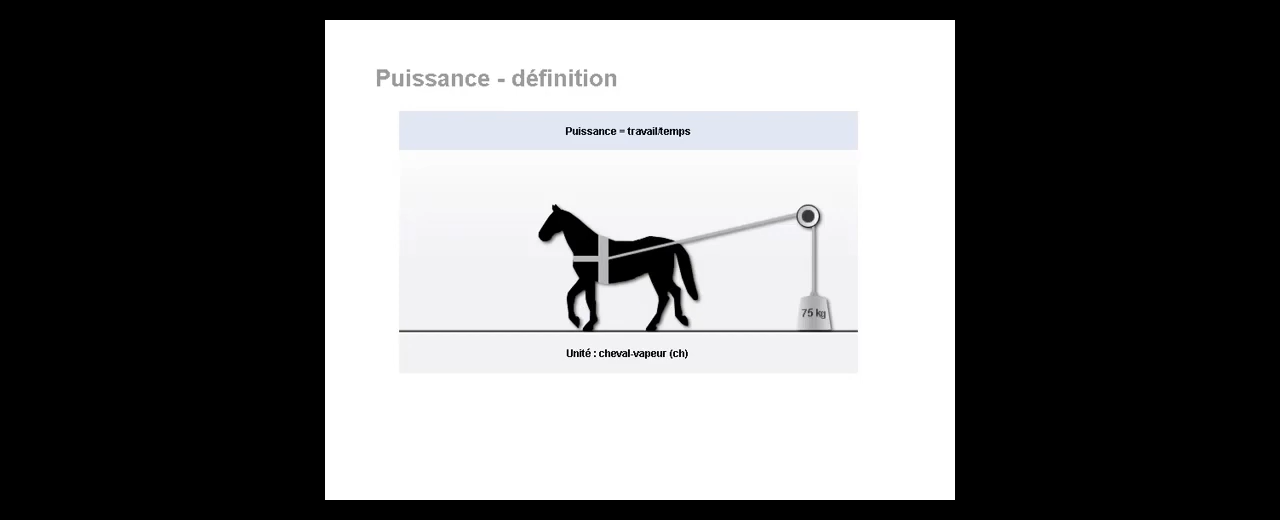 Puissance - définition
Puissance = travail/temps
75 kg
Unité : cheval-vapeur (ch)